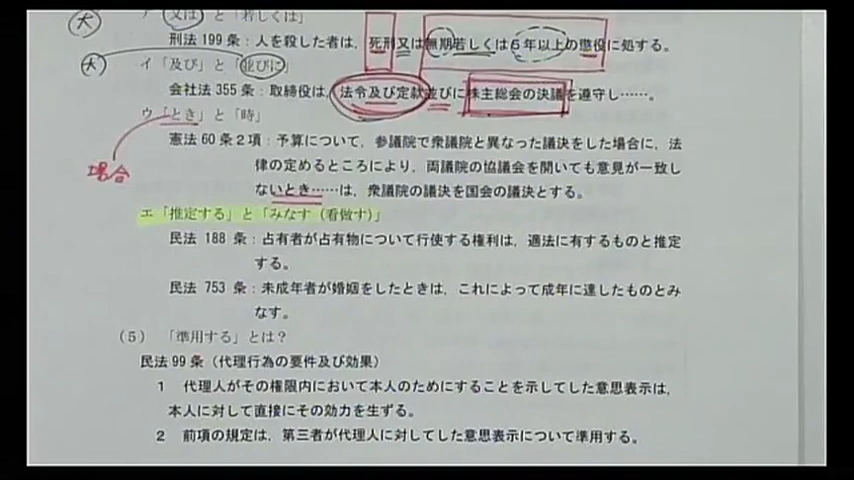 ア「又は」と「若しくは」
大
刑法 199 条：人を殺した者は、死刑又は無期若しくは５年以上の懲役に処する。
大
イ「及び」と「並びに」
会社法 355 条：取締役は、法令及び定款並びに株主総会の決議を遵守し……。
ウ「とき」と「時」
場合
憲法 60 条２項：予算について、参議院で衆議院と異なった議決をした場合に、法
律の定めるところにより、両議院の協議会を開いても意見が一致し
ないとき……は、衆議院の議決を国会の議決とする。
エ「推定する」と「みなす（看做す）」
民法 188 条：占有者が占有物について行使する権利は、適法に有するものと推定
する。
民法 753 条：未成年者が婚姻をしたときは、これによって成年に達したものとみ
なす。
（５）「準用する」とは？
民法 99 条（代理行為の要件及び効果）
１ 代理人がその権限内において本人のためにすることを示してした意思表示は、
本人に対して直接にその効力を生ずる。
２ 前項の規定は、第三者が代理人に対してした意思表示について準用する。